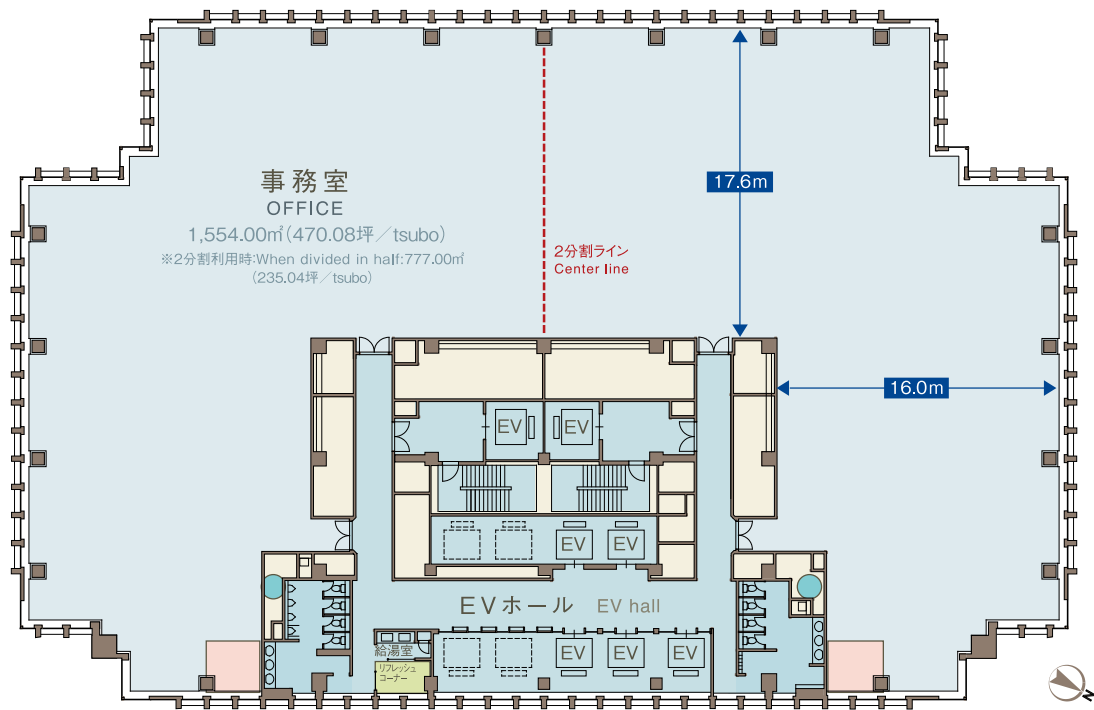 事務室
OFFICE
1,554.00㎡(470.08坪／tsubo)
※2分割利用時:When divided in half:777.00㎡
(235.04坪／tsubo)
17.6m
2分割ライン
Center line
16.0m
EV
EV
EV
EV
EVホール EV hall
給湯室
リフレッシュ
コーナー
EV
EV
EV
N